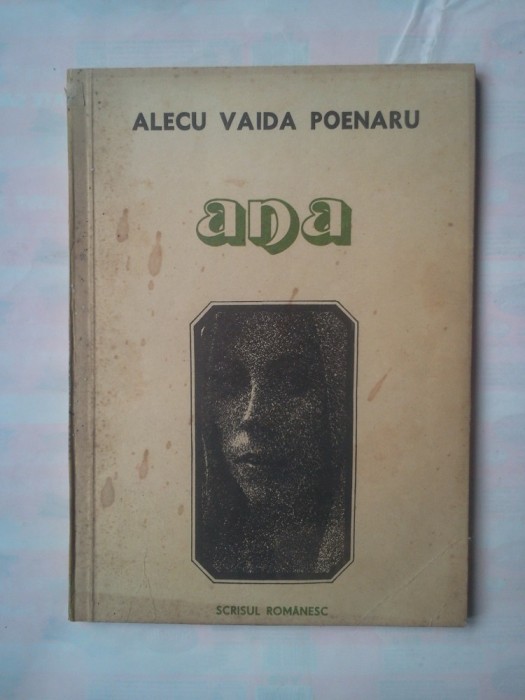 ALECU VAIDA POENARU
ana
SCRISUL ROMÂNESC